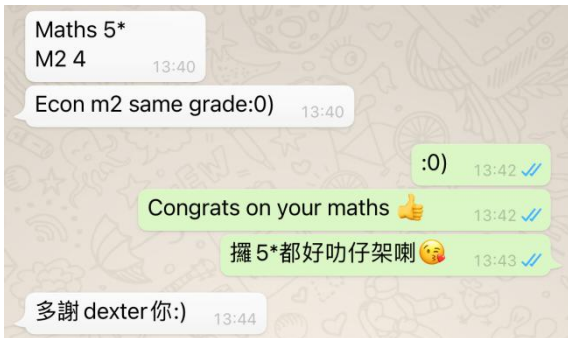 Maths 5*
M2 4
13:40
Econ m2 same grade:0)
13:40
:0)
13:42
Congrats on your maths 👍
13:42
攞5*都好叻仔架喇😘
13:43
多謝dexter你:)
13:44